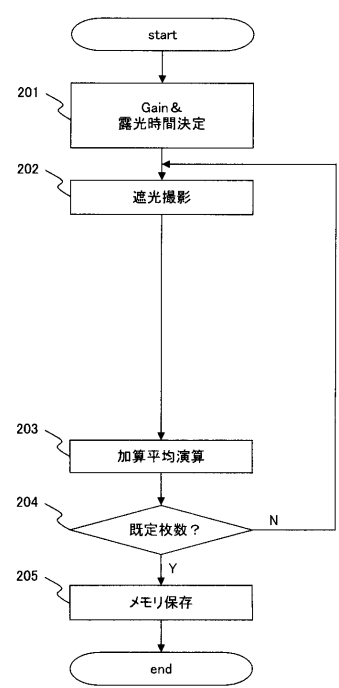 start
201
Gain&
露光時間決定
202
遮光撮影
203
加算平均演算
204
既定枚数？
N
Y
205
メモリ保存
end